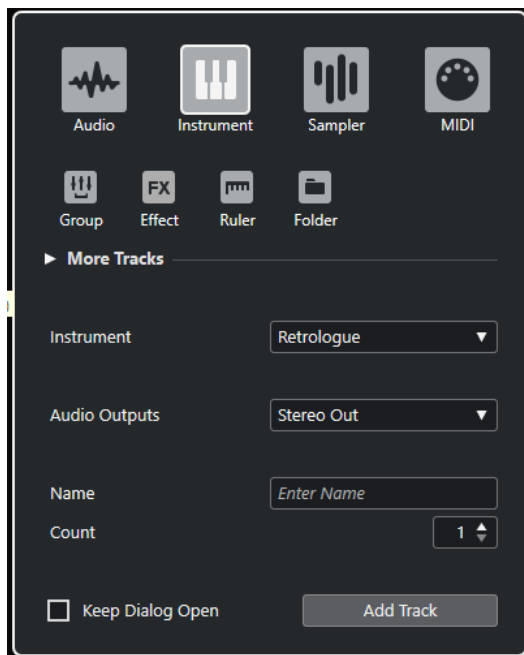 Audio Instrument Sampler MIDI
FX
Group Effect Ruler Folder
More Tracks
Instrument Retrologue
Audio Outputs Stereo Out
Name Enter Name
Count 1
Keep Dialog Open Add Track